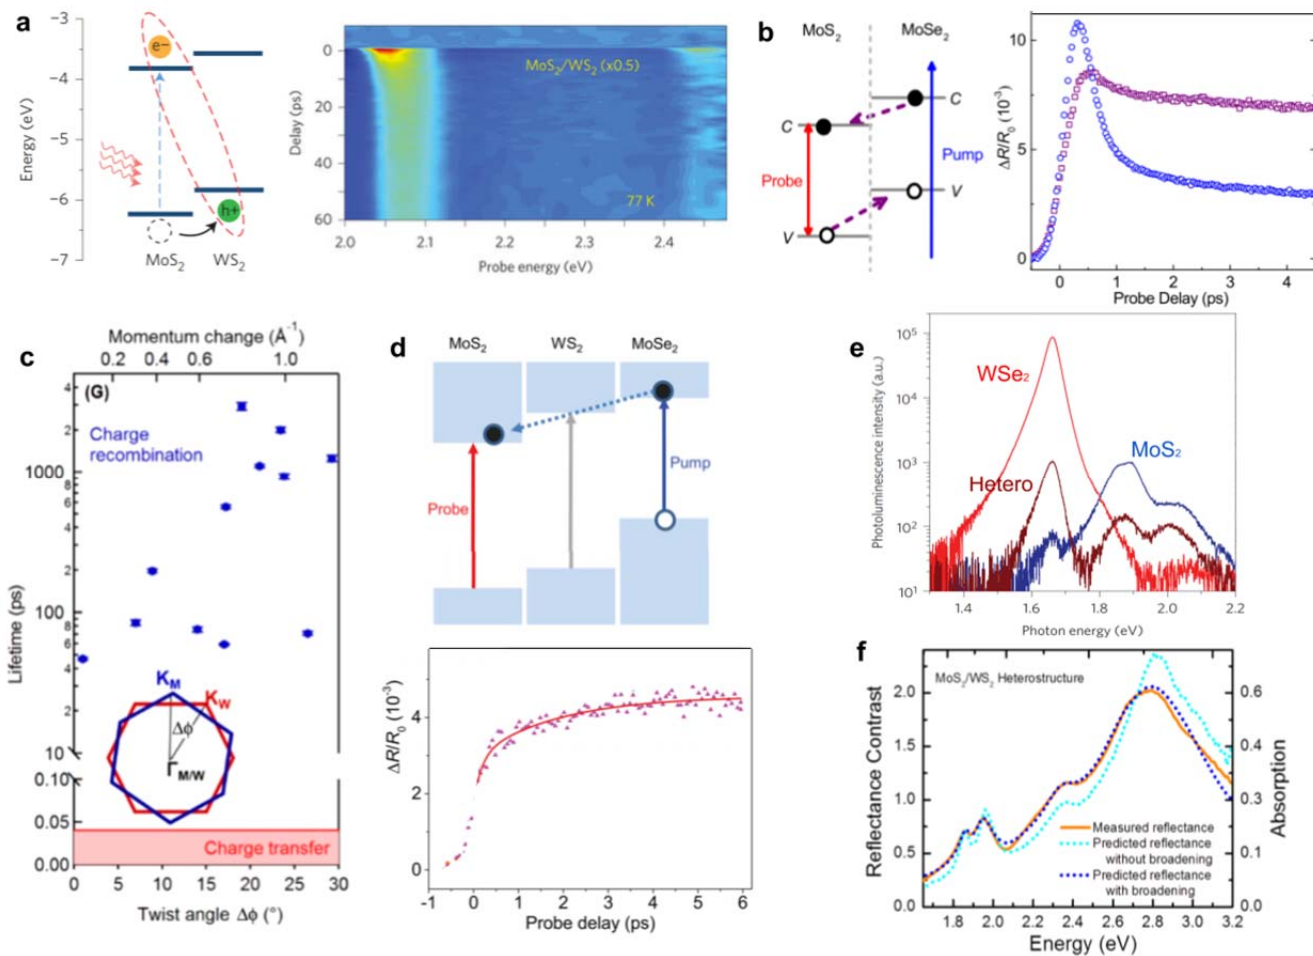 a
Energy (eV)
-3
-4
-5
-6
-7
e−
h+
MoS2
WS2
Delay (ps)
0
20
40
60
MoS2/WS2 (x0.5)
77 K
2.0
2.1
2.2
2.3
2.4
Probe energy (eV)
b
MoS2
MoSe2
C
C
V
V
Probe
Pump
ΔR/R0 (10-3)
10
5
0
0
1
2
3
4
Probe Delay (ps)
c
Momentum change (Å-1)
0.2
0.4
0.6
1.0
(G)
Charge
recombination
Lifetime (ps)
4
2
1000
8
6
4
2
100
8
6
4
2
10
0.10
0.05
0.00
KM
KW
Δϕ
ΓM/W
Charge transfer
0
5
10
15
20
25
30
Twist angle Δϕ (°)
d
MoS2
WS2
MoSe2
Probe
Pump
ΔR/R0 (10-3)
4
2
0
-1
0
1
2
3
4
5
6
Probe delay (ps)
e
Photoluminescence intensity (a.u.)
105
104
103
102
101
WSe2
MoS2
Hetero
1.4
1.6
1.8
2.0
2.2
Photon energy (eV)
f
MoS2/WS2 Heterostructure
Reflectance Contrast
2.0
1.5
1.0
0.5
0.0
0.6
0.4
0.3
0.1
0.0
Absorption
Measured reflectance
Predicted reflectance
without broadening
Predicted reflectance
with broadening
1.8
2.0
2.4
2.8
3.0
3.2
Energy (eV)